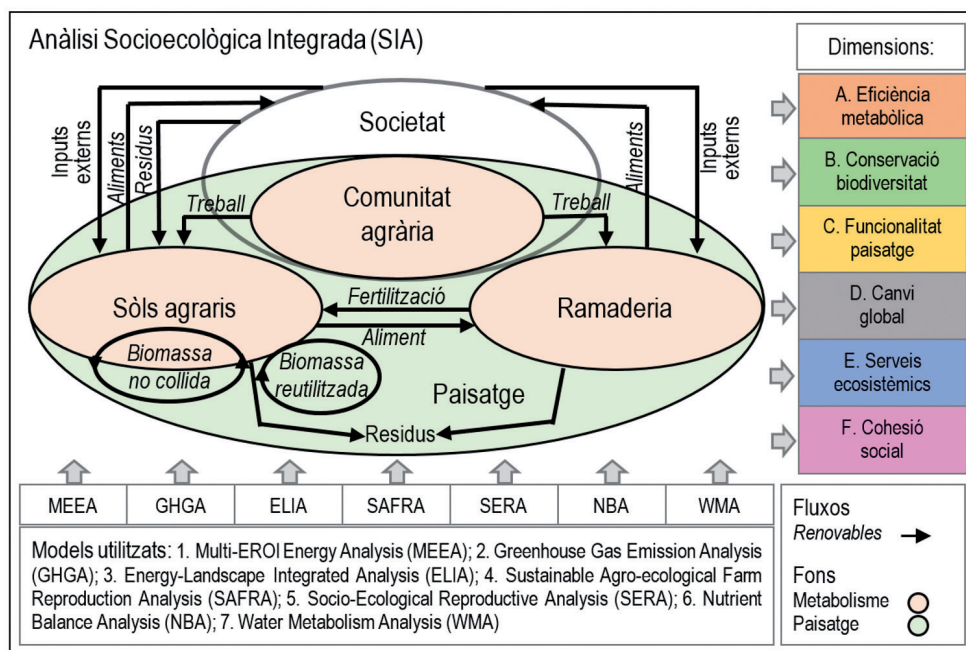 Anàlisi Socioecològica Integrada (SIA)
Dimensions:
Inputs
externs
Aliments
Residus
Societat
Aliments
Inputs
externs
A. Eficiència
metabòlica
B. Conservació
biodiversitat
C. Funcionalitat
paisatge
D. Canvi
global
E. Serveis
ecosistèmics
F. Cohesió
social
Treball
Comunitat
agrària
Treball
Sòls agraris
Fertilització
Aliment
Ramaderia
Biomassa
no collida
Biomassa
reutilitzada
Paisatge
Residus
MEEA
GHGA
ELIA
SAFRA
SERA
NBA
WMA
Models utilitzats: 1. Multi-EROI Energy Analysis (MEEA); 2. Greenhouse Gas Emission Analysis
(GHGA); 3. Energy-Landscape Integrated Analysis (ELIA); 4. Sustainable Agro-ecological Farm
Reproduction Analysis (SAFRA); 5. Socio-Ecological Reproductive Analysis (SERA); 6. Nutrient
Balance Analysis (NBA); 7. Water Metabolism Analysis (WMA)
Fluxos
Renovables
Fons
Metabolisme
Paisatge